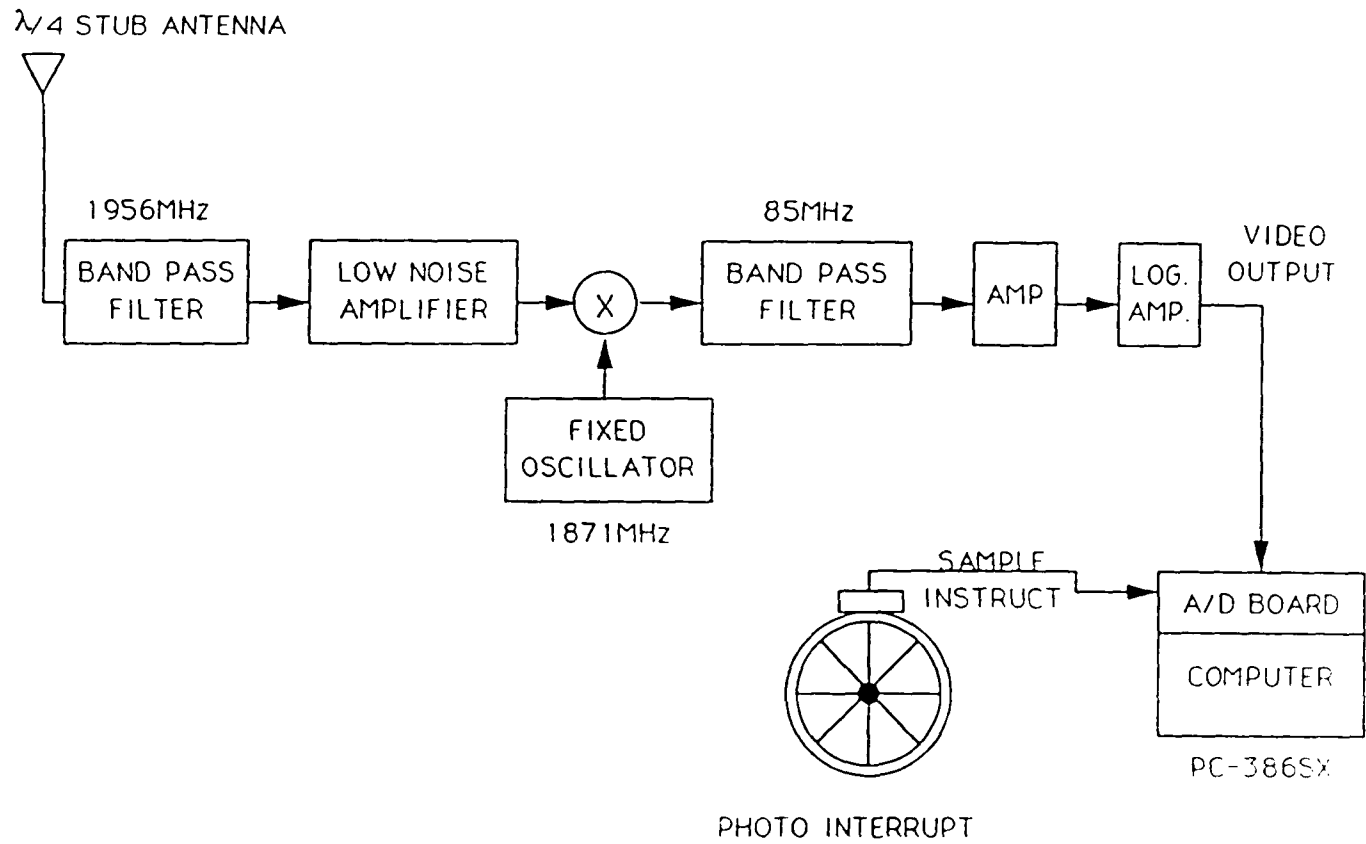 λ/4 STUB ANTENNA
1956MHz
BAND PASS
FILTER
LOW NOISE
AMPLIFIER
X
FIXED
OSCILLATOR
1871MHz
85MHz
BAND PASS
FILTER
AMP
LOG.
AMP.
VIDEO
OUTPUT
SAMPLE
INSTRUCT
A/D BOARD
COMPUTER
PC-386SX
PHOTO INTERRUPT